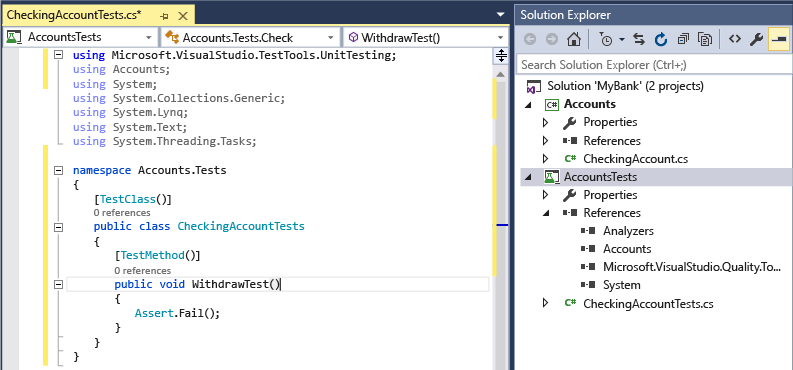 CheckingAccountTests.cs*
AccountsTests
Accounts.Tests.Check
WithdrawTest()
using Microsoft.VisualStudio.TestTools.UnitTesting;
using Accounts;
using System;
using System.Collections.Generic;
using System.Lynq;
using System.Text;
using System.Threading.Tasks;
namespace Accounts.Tests
{
[TestClass()]
0 references
public class CheckingAccountTests
{
[TestMethod()]
0 references
public void WithdrawTest()
{
Assert.Fail();
}
}
}
Solution Explorer
Search Solution Explorer (Ctrl+;)
Solution 'MyBank' (2 projects)
C# Accounts
Properties
References
C# CheckingAccount.cs
AccountsTests
Properties
References
Analyzers
Accounts
Microsoft.VisualStudio.Quality.To...
System
C# CheckingAccountTests.cs